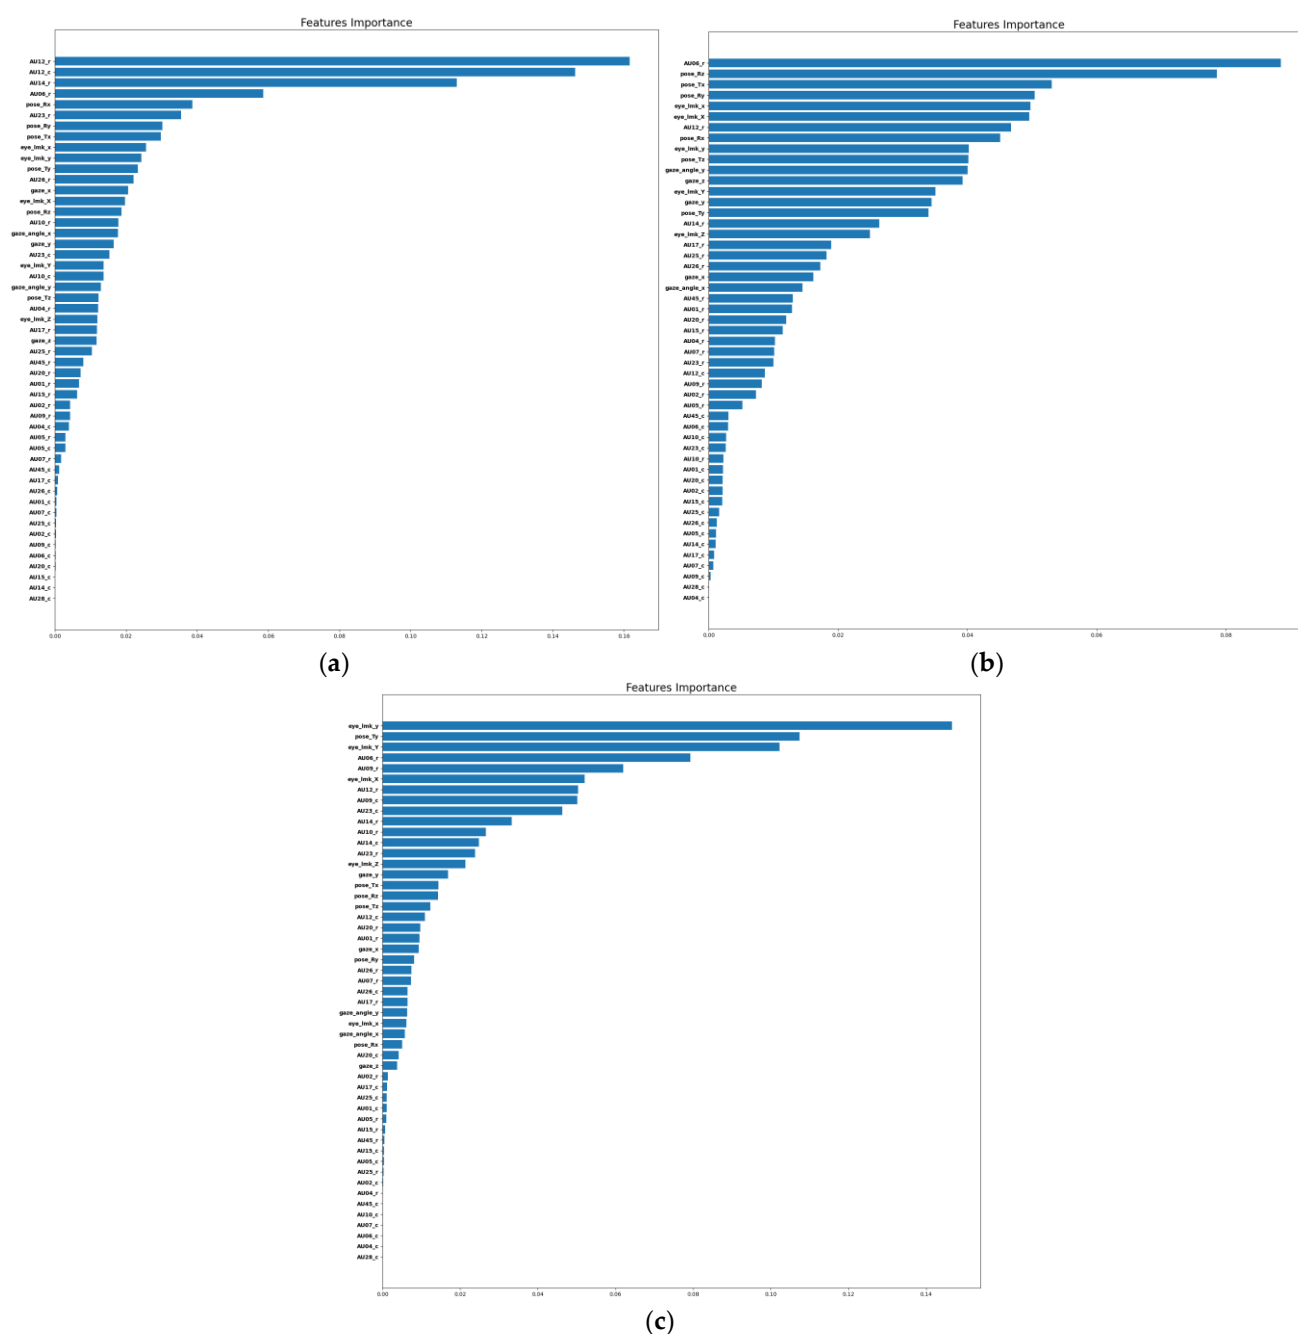 Features Importance
AU12_r
AU12_c
AU14_r
AU06_r
pose_Rx
AU23_r
pose_Ry
pose_Tx
eye_lmk_x
eye_lmk_y
pose_Ty
AU26_r
gaze_x
eye_lmk_X
pose_Rz
AU10_r
gaze_angle_x
gaze_y
AU23_c
eye_lmk_Y
AU10_c
gaze_angle_y
pose_Tz
AU04_r
eye_lmk_Z
AU17_r
gaze_z
AU25_r
AU45_r
AU20_r
AU01_r
AU15_r
AU02_r
AU09_r
AU04_c
AU05_r
AU05_c
AU07_r
AU45_c
AU17_c
AU26_c
AU01_c
AU07_c
AU25_c
AU02_c
AU09_c
AU06_c
AU20_c
AU15_c
AU14_c
AU28_c
0.00 0.02 0.04 0.06 0.08 0.10 0.12 0.14 0.16
(a)
Features Importance
AU06_r
pose_Rz
pose_Tx
pose_Ry
eye_lmk_x
eye_lmk_X
AU12_r
pose_Rx
eye_lmk_y
pose_Tz
gaze_angle_y
gaze_z
eye_lmk_Y
gaze_y
pose_Ty
AU14_r
eye_lmk_Z
AU17_r
AU25_r
AU26_r
gaze_x
gaze_angle_x
AU45_r
AU01_r
AU20_r
AU15_r
AU04_r
AU07_r
AU23_r
AU12_c
AU09_r
AU02_r
AU05_r
AU45_c
AU06_c
AU10_c
AU23_c
AU10_r
AU01_c
AU20_c
AU02_c
AU15_c
AU25_c
AU26_c
AU05_c
AU14_c
AU17_c
AU07_c
AU09_c
AU28_c
AU04_c
0.00 0.02 0.04 0.06 0.08
(b)
Features Importance
eye_lmk_y
pose_Ty
eye_lmk_Y
AU06_r
AU09_r
eye_lmk_X
AU12_r
AU09_c
AU23_c
AU14_r
AU10_r
AU14_c
AU23_r
eye_lmk_Z
gaze_y
pose_Tx
pose_Rz
pose_Tz
AU12_c
AU20_r
AU01_r
gaze_x
pose_Ry
AU26_r
AU07_r
AU26_c
AU17_r
gaze_angle_y
eye_lmk_x
gaze_angle_x
pose_Rx
AU20_c
gaze_z
AU02_r
AU17_c
AU25_c
AU01_c
AU05_r
AU15_r
AU45_r
AU15_c
AU05_c
AU25_r
AU02_c
AU04_r
AU45_c
AU10_c
AU07_c
AU06_c
AU04_c
AU28_c
0.00 0.02 0.04 0.06 0.08 0.10 0.12 0.14
(c)